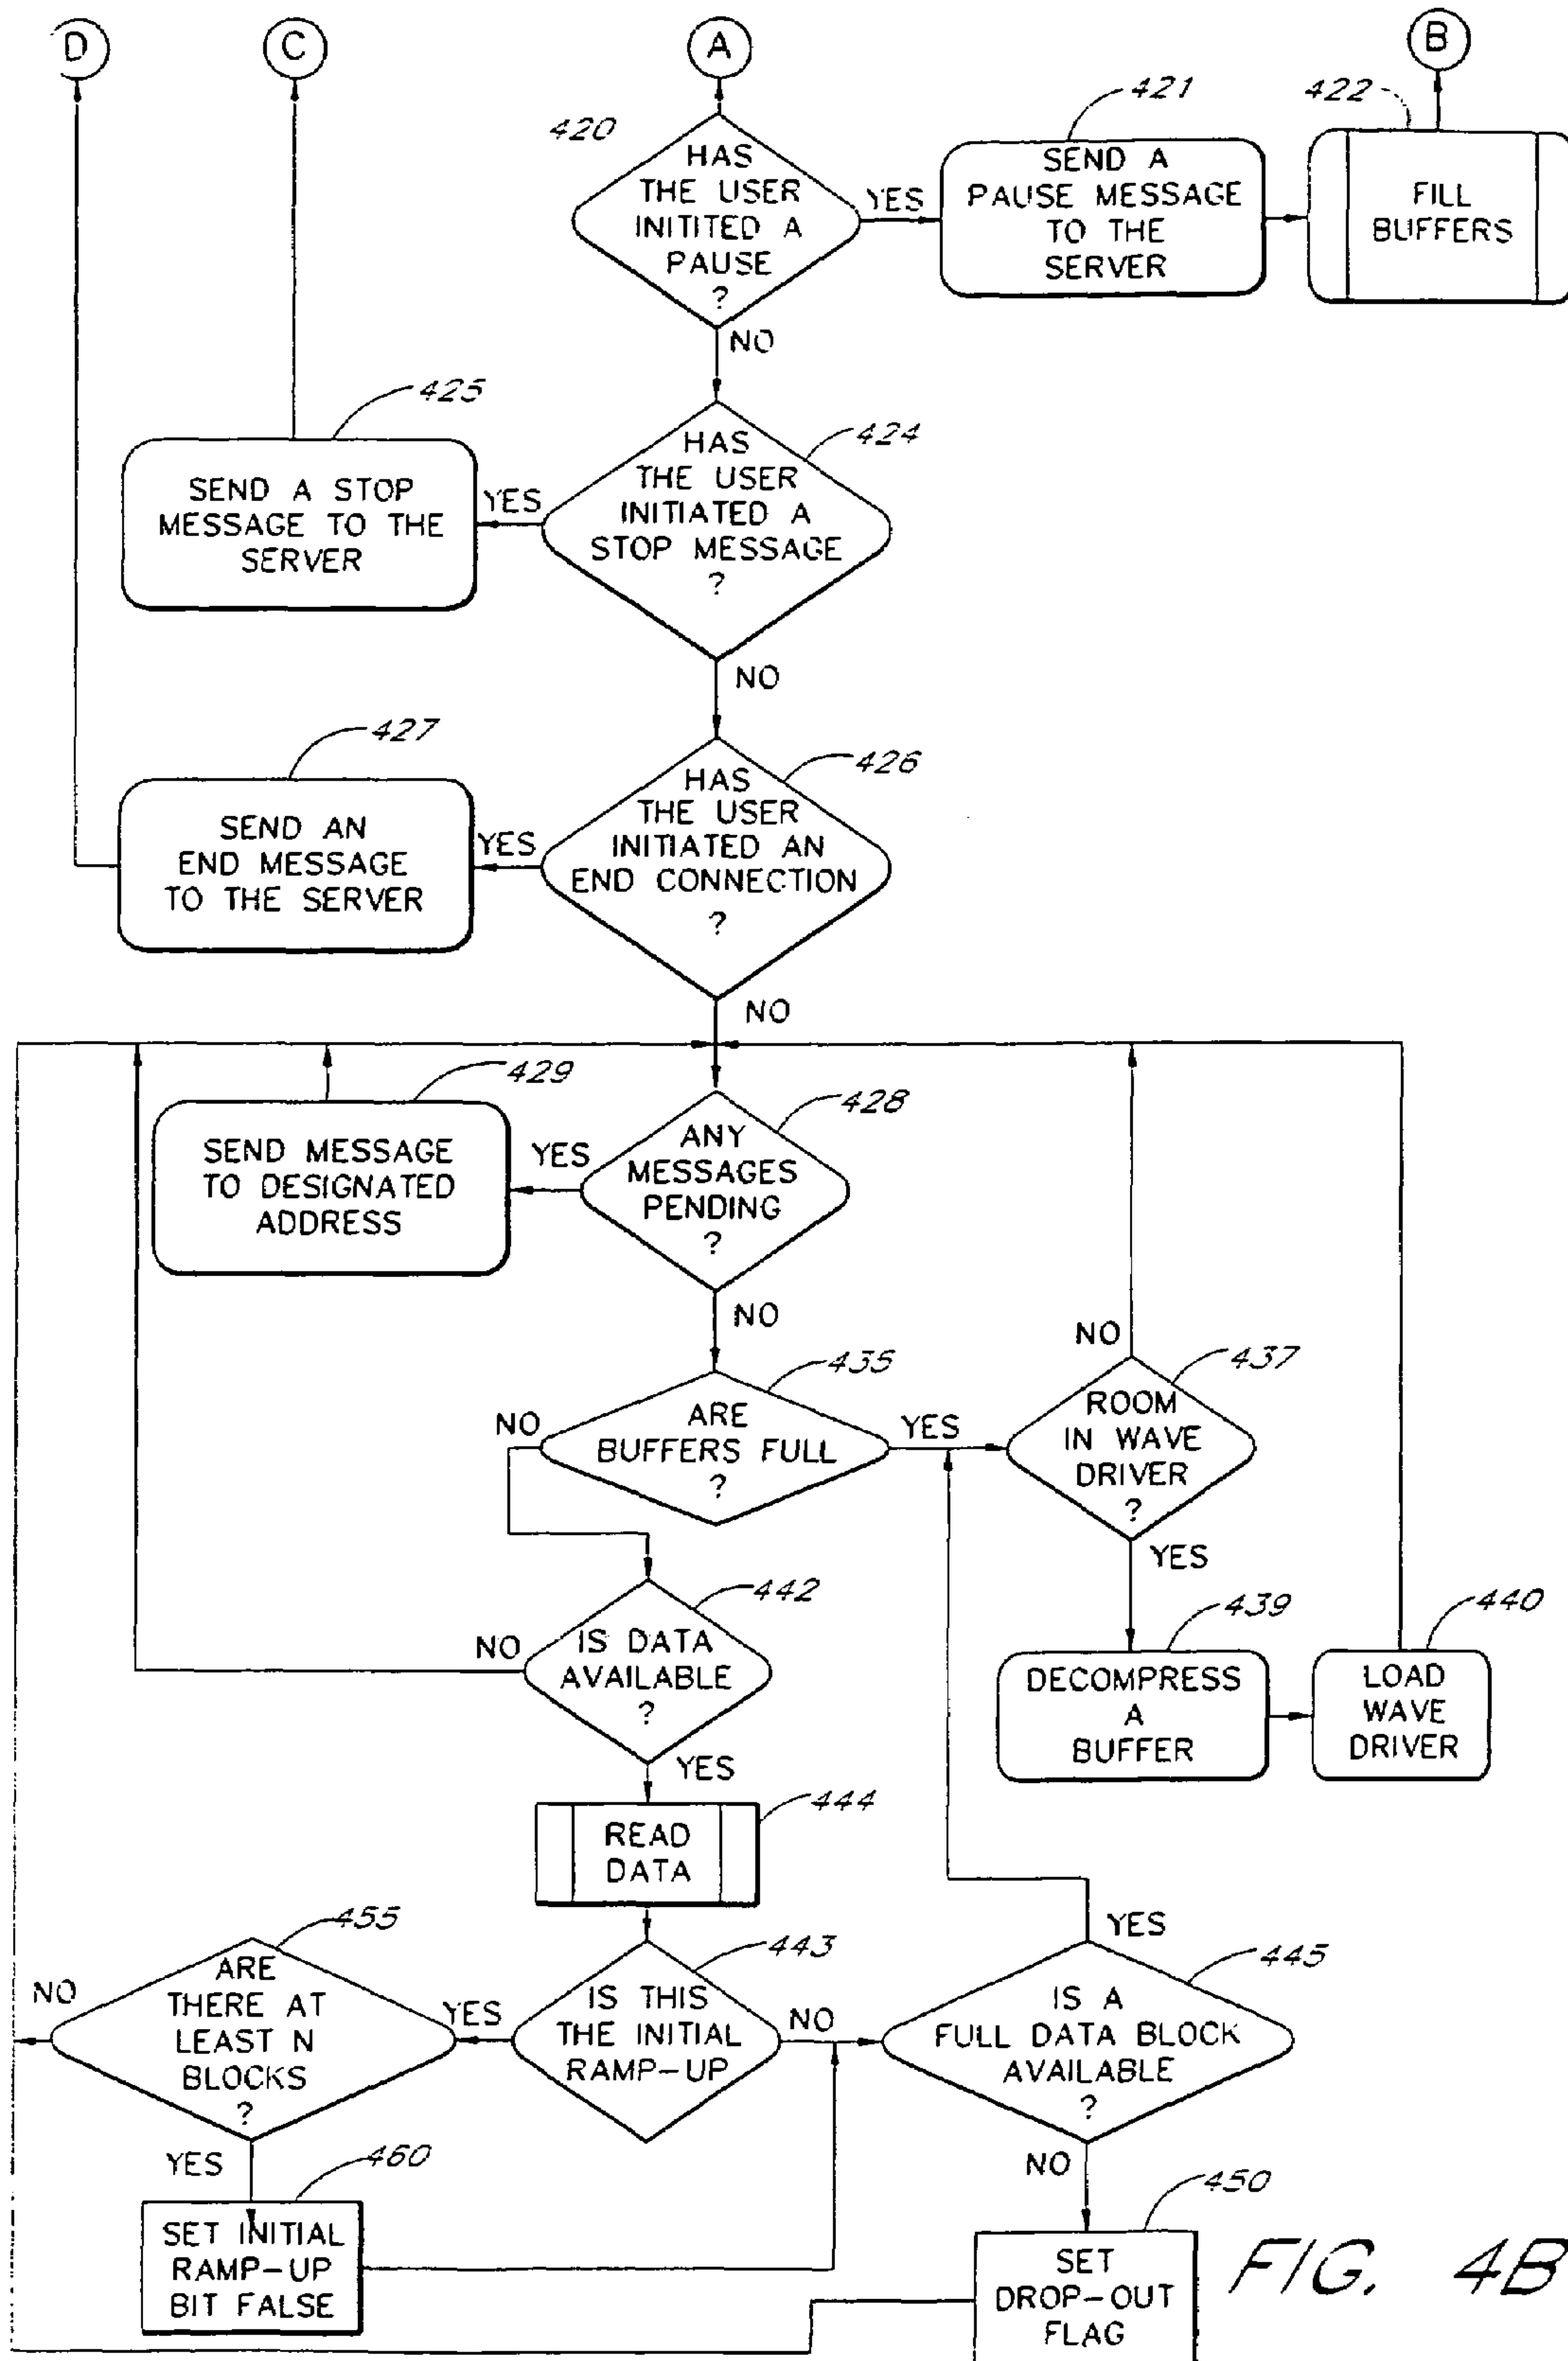 D
C
A
B
420
HAS
THE USER
INITITED A
PAUSE
?
YES
421
SEND A
PAUSE MESSAGE
TO THE
SERVER
422
FILL
BUFFERS
NO
425
SEND A STOP
MESSAGE TO THE
SERVER
YES
424
HAS
THE USER
INITIATED A
STOP MESSAGE
?
NO
427
SEND AN
END MESSAGE
TO THE SERVER
YES
426
HAS
THE USER
INITIATED AN
END CONNECTION
?
NO
429
SEND MESSAGE
TO DESIGNATED
ADDRESS
YES
428
ANY
MESSAGES
PENDING
?
NO
435
ARE
BUFFERS FULL
?
NO
YES
NO
437
ROOM
IN WAVE
DRIVER
?
YES
442
IS DATA
AVAILABLE
?
NO
YES
439
DECOMPRESS
A
BUFFER
440
LOAD
WAVE
DRIVER
444
READ
DATA
455
ARE
THERE AT
LEAST N
BLOCKS
?
NO
YES
443
IS THIS
THE INITIAL
RAMP-UP
NO
YES
445
IS A
FULL DATA BLOCK
AVAILABLE
?
YES
460
SET INITIAL
RAMP-UP
BIT FALSE
NO
450
SET
DROP-OUT
FLAG
FIG. 4B